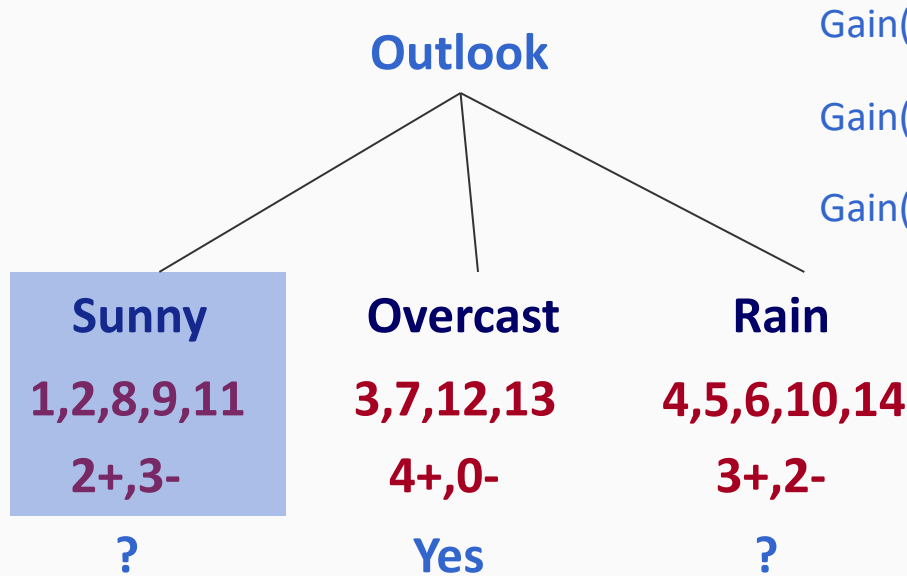 Outlook
Gain(
Gain(
Gain(
Sunny
Overcast
Rain
1,2,8,9,11
3,7,12,13
4,5,6,10,14
2+,3-
4+,0-
3+,2-
?
Yes
?